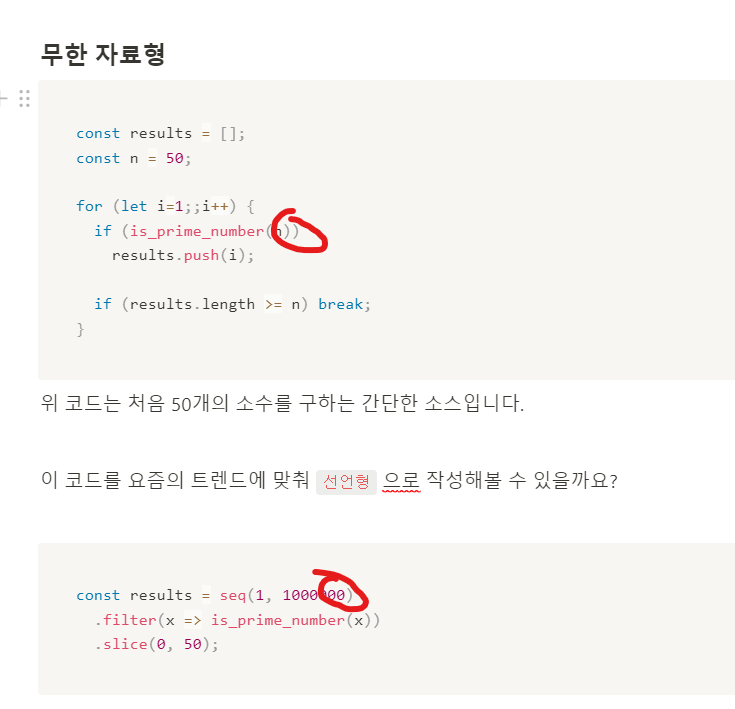 무한 자료형
const results = [];
const n = 50;
for (let i=1;;i++) {
if (is_prime_number(n))
results.push(i);
if (results.length >= n) break;
}
위 코드는 처음 50개의 소수를 구하는 간단한 소스입니다.
이 코드를 요즘의 트렌드에 맞춰 선언형 으로 작성해볼 수 있을까요?
const results = seq(1, 1000000)
.filter(x => is_prime_number(x))
.slice(0, 50);